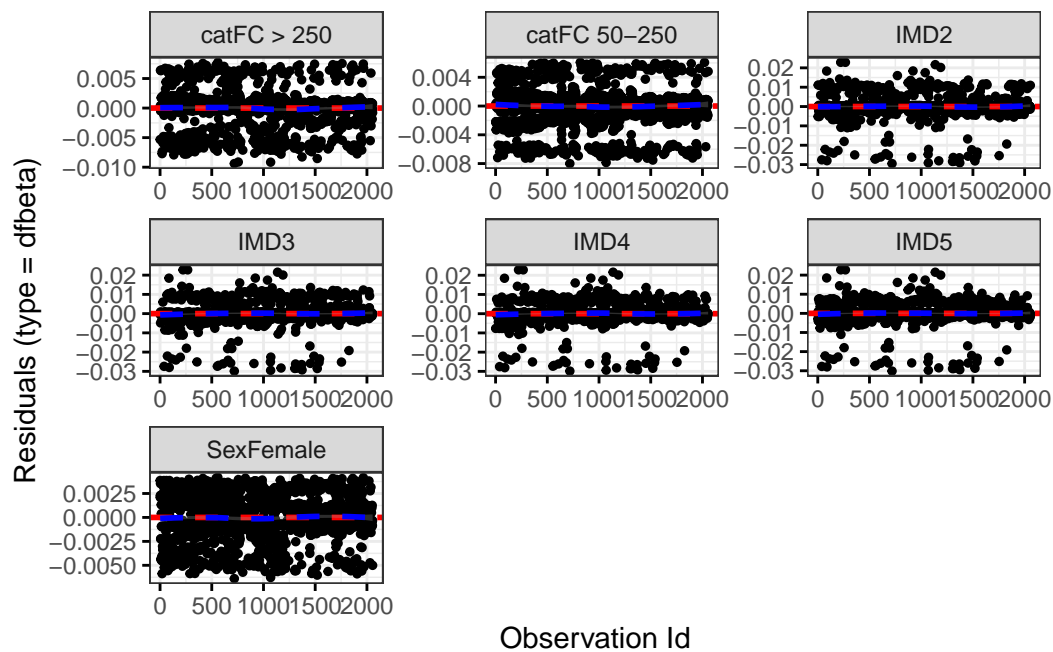 catFC > 250
catFC 50−250
IMD2
0.005
0.000
−0.005
−0.010
0 500 1000 1500 2000
0.004
0.000
−0.004
−0.008
0 500 1000 1500 2000
0.02
0.01
0.00
−0.01
−0.02
−0.03
0 500 1000 1500 2000
IMD3
IMD4
IMD5
0.02
0.01
0.00
−0.01
−0.02
−0.03
0 500 1000 1500 2000
0.02
0.01
0.00
−0.01
−0.02
−0.03
0 500 1000 1500 2000
0.02
0.01
0.00
−0.01
−0.02
−0.03
0 500 1000 1500 2000
SexFemale
0.0025
0.0000
−0.0025
−0.0050
0 500 1000 1500 2000
Residuals (type = dfbeta)
Observation Id